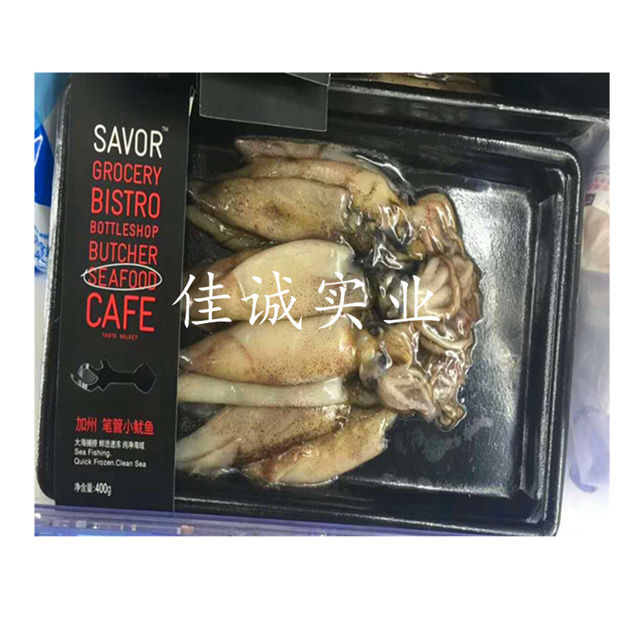 SAVOR™
GROCERY
BISTRO
BOTTLESHOP
BUTCHER
SEAFOOD
CAFE
TASTE SELECT
佳诚实业
加州 笔管小鱿鱼
大海捕捞 鲜活速冻 纯净海域
Sea Fishing.
Quick Frozen,Clean Sea
净含量:400g